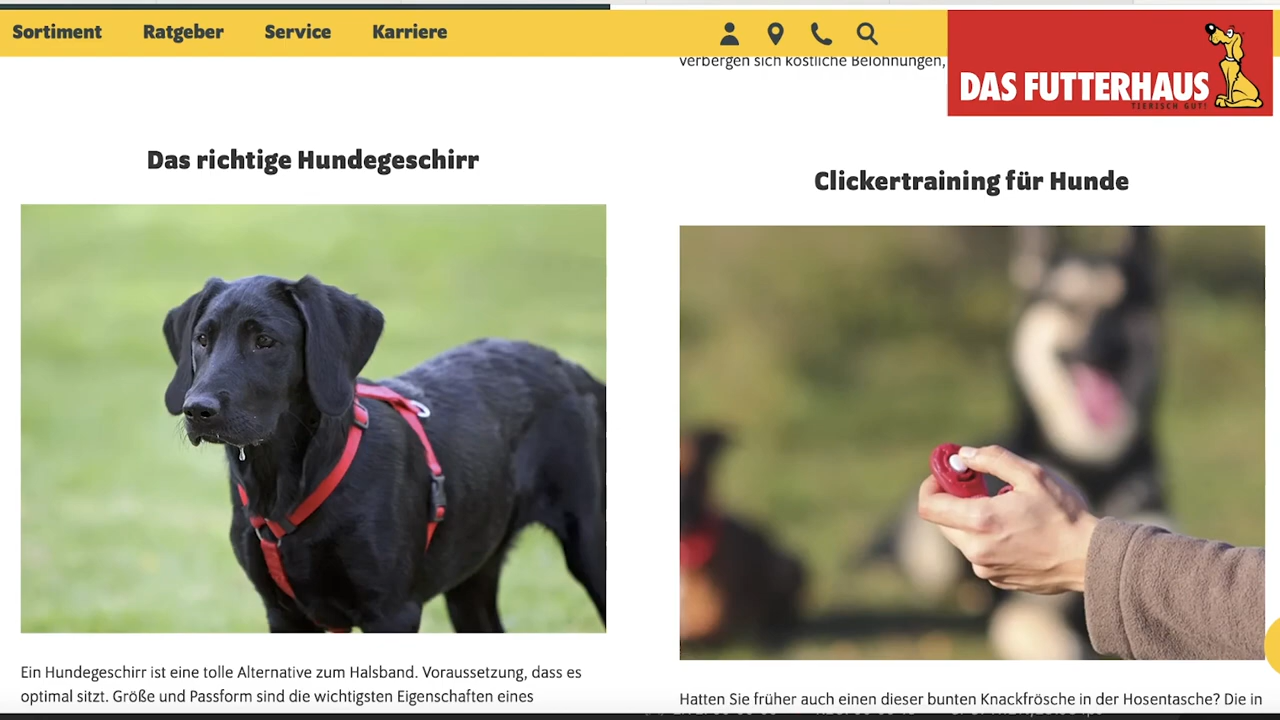 Sortiment
Ratgeber
Service
Karriere
verbergen sich köstliche Belohnungen,
DAS FUTTERHAUS
TIERISCH GUT!
Das richtige Hundegeschirr
Ein Hundegeschirr ist eine tolle Alternative zum Halsband. Voraussetzung, dass es
optimal sitzt. Größe und Passform sind die wichtigsten Eigenschaften eines
Clickertraining für Hunde
Hatten Sie früher auch einen dieser bunten Knackfrösche in der Hosentasche? Die in